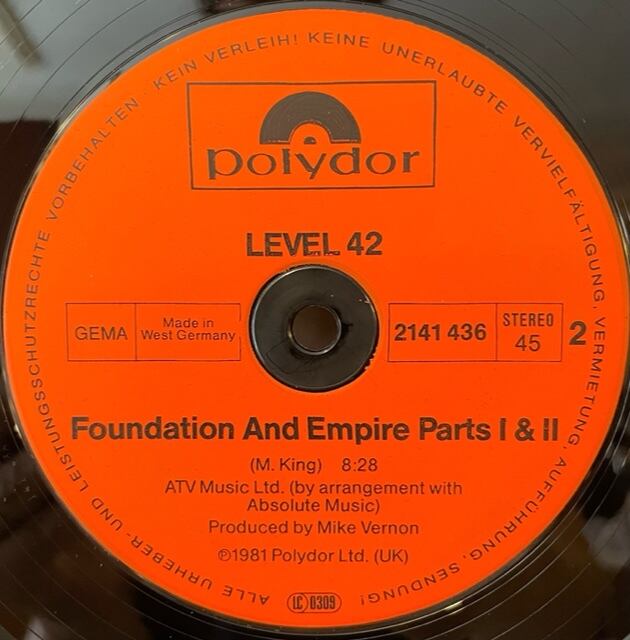 ALLE URHEBER- UND LEISTUNGSSCHUTZRECHTE VORBEHALTEN · KEIN VERLEIH! KEINE UNERLAUBTE VERVIELFÄLTIGUNG, VERMIETUNG, AUFFÜHRUNG, SENDUNG!
polydor
LEVEL 42
GEMA
Made in
West Germany
2141 436
STEREO
45
2
Foundation And Empire Parts I & II
(M. King) 8:28
ATV Music Ltd. (by arrangement with
Absolute Music)
Produced by Mike Vernon
℗1981 Polydor Ltd. (UK)
LC 0309